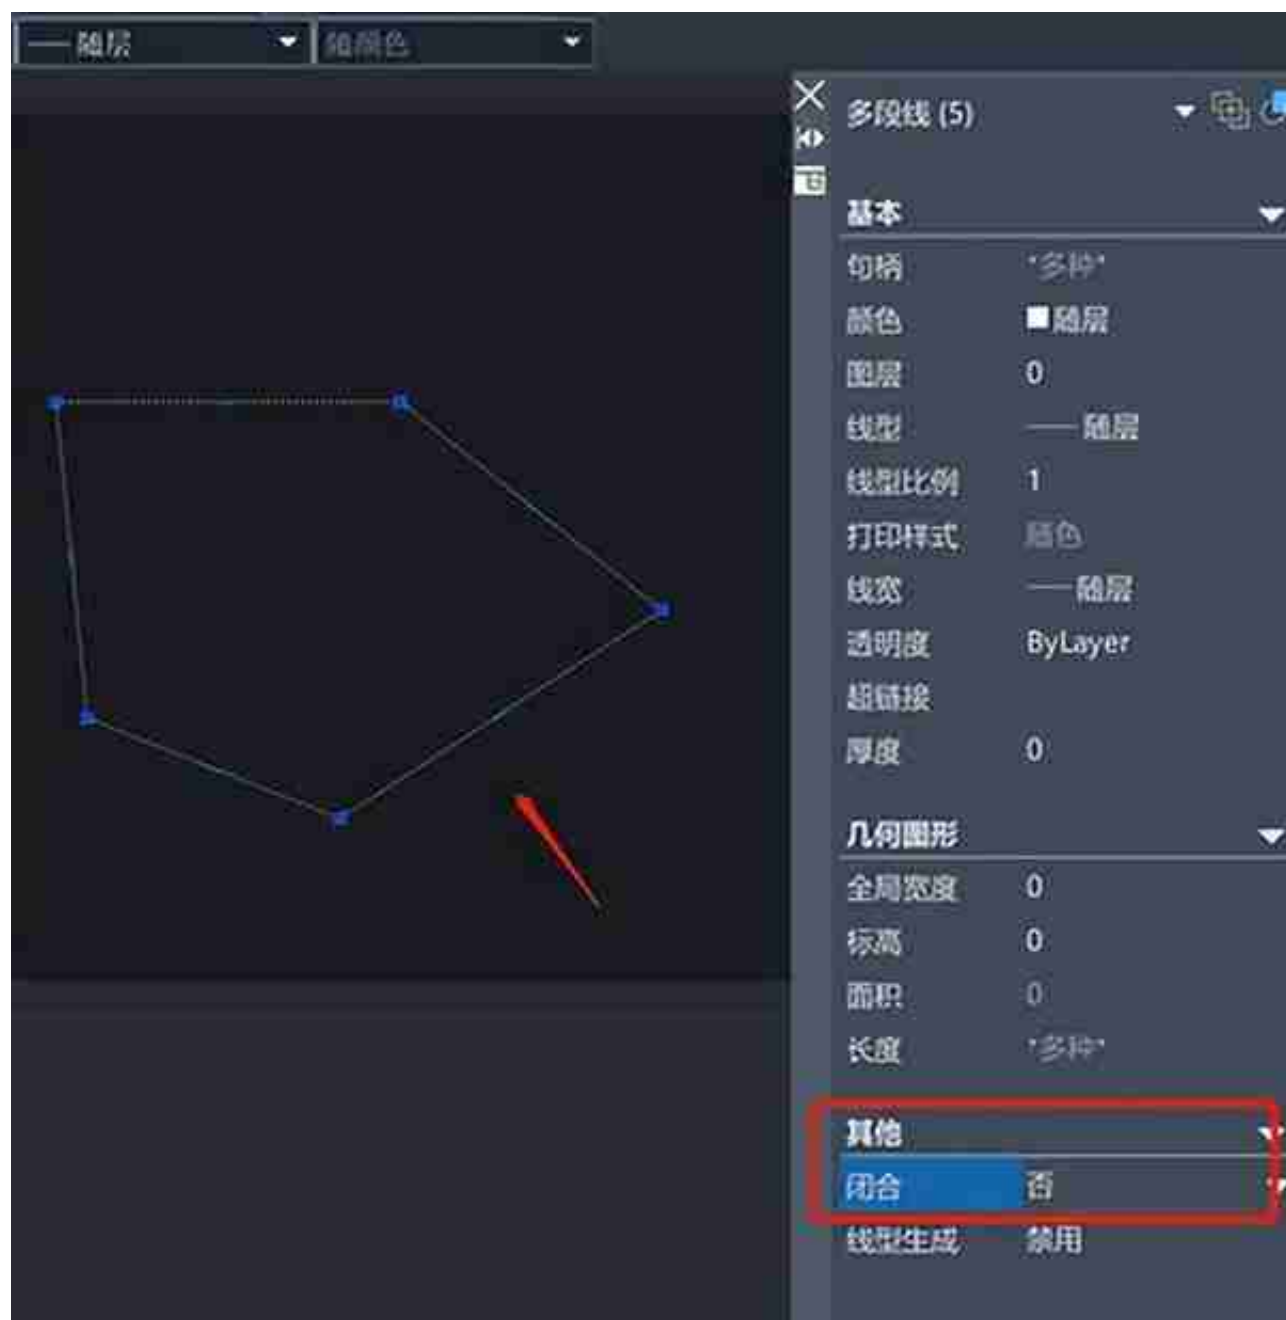 随层 随颜色
多段线 (5)
基本
句柄 *多种*
颜色 随层
图层 0
线型 随层
线型比例 1
打印样式 随色
线宽 随层
透明度 ByLayer
超链接
厚度 0
几何图形
全局宽度 0
标高 0
面积 0
长度 *多种*
其他
闭合 否
线型生成 禁用